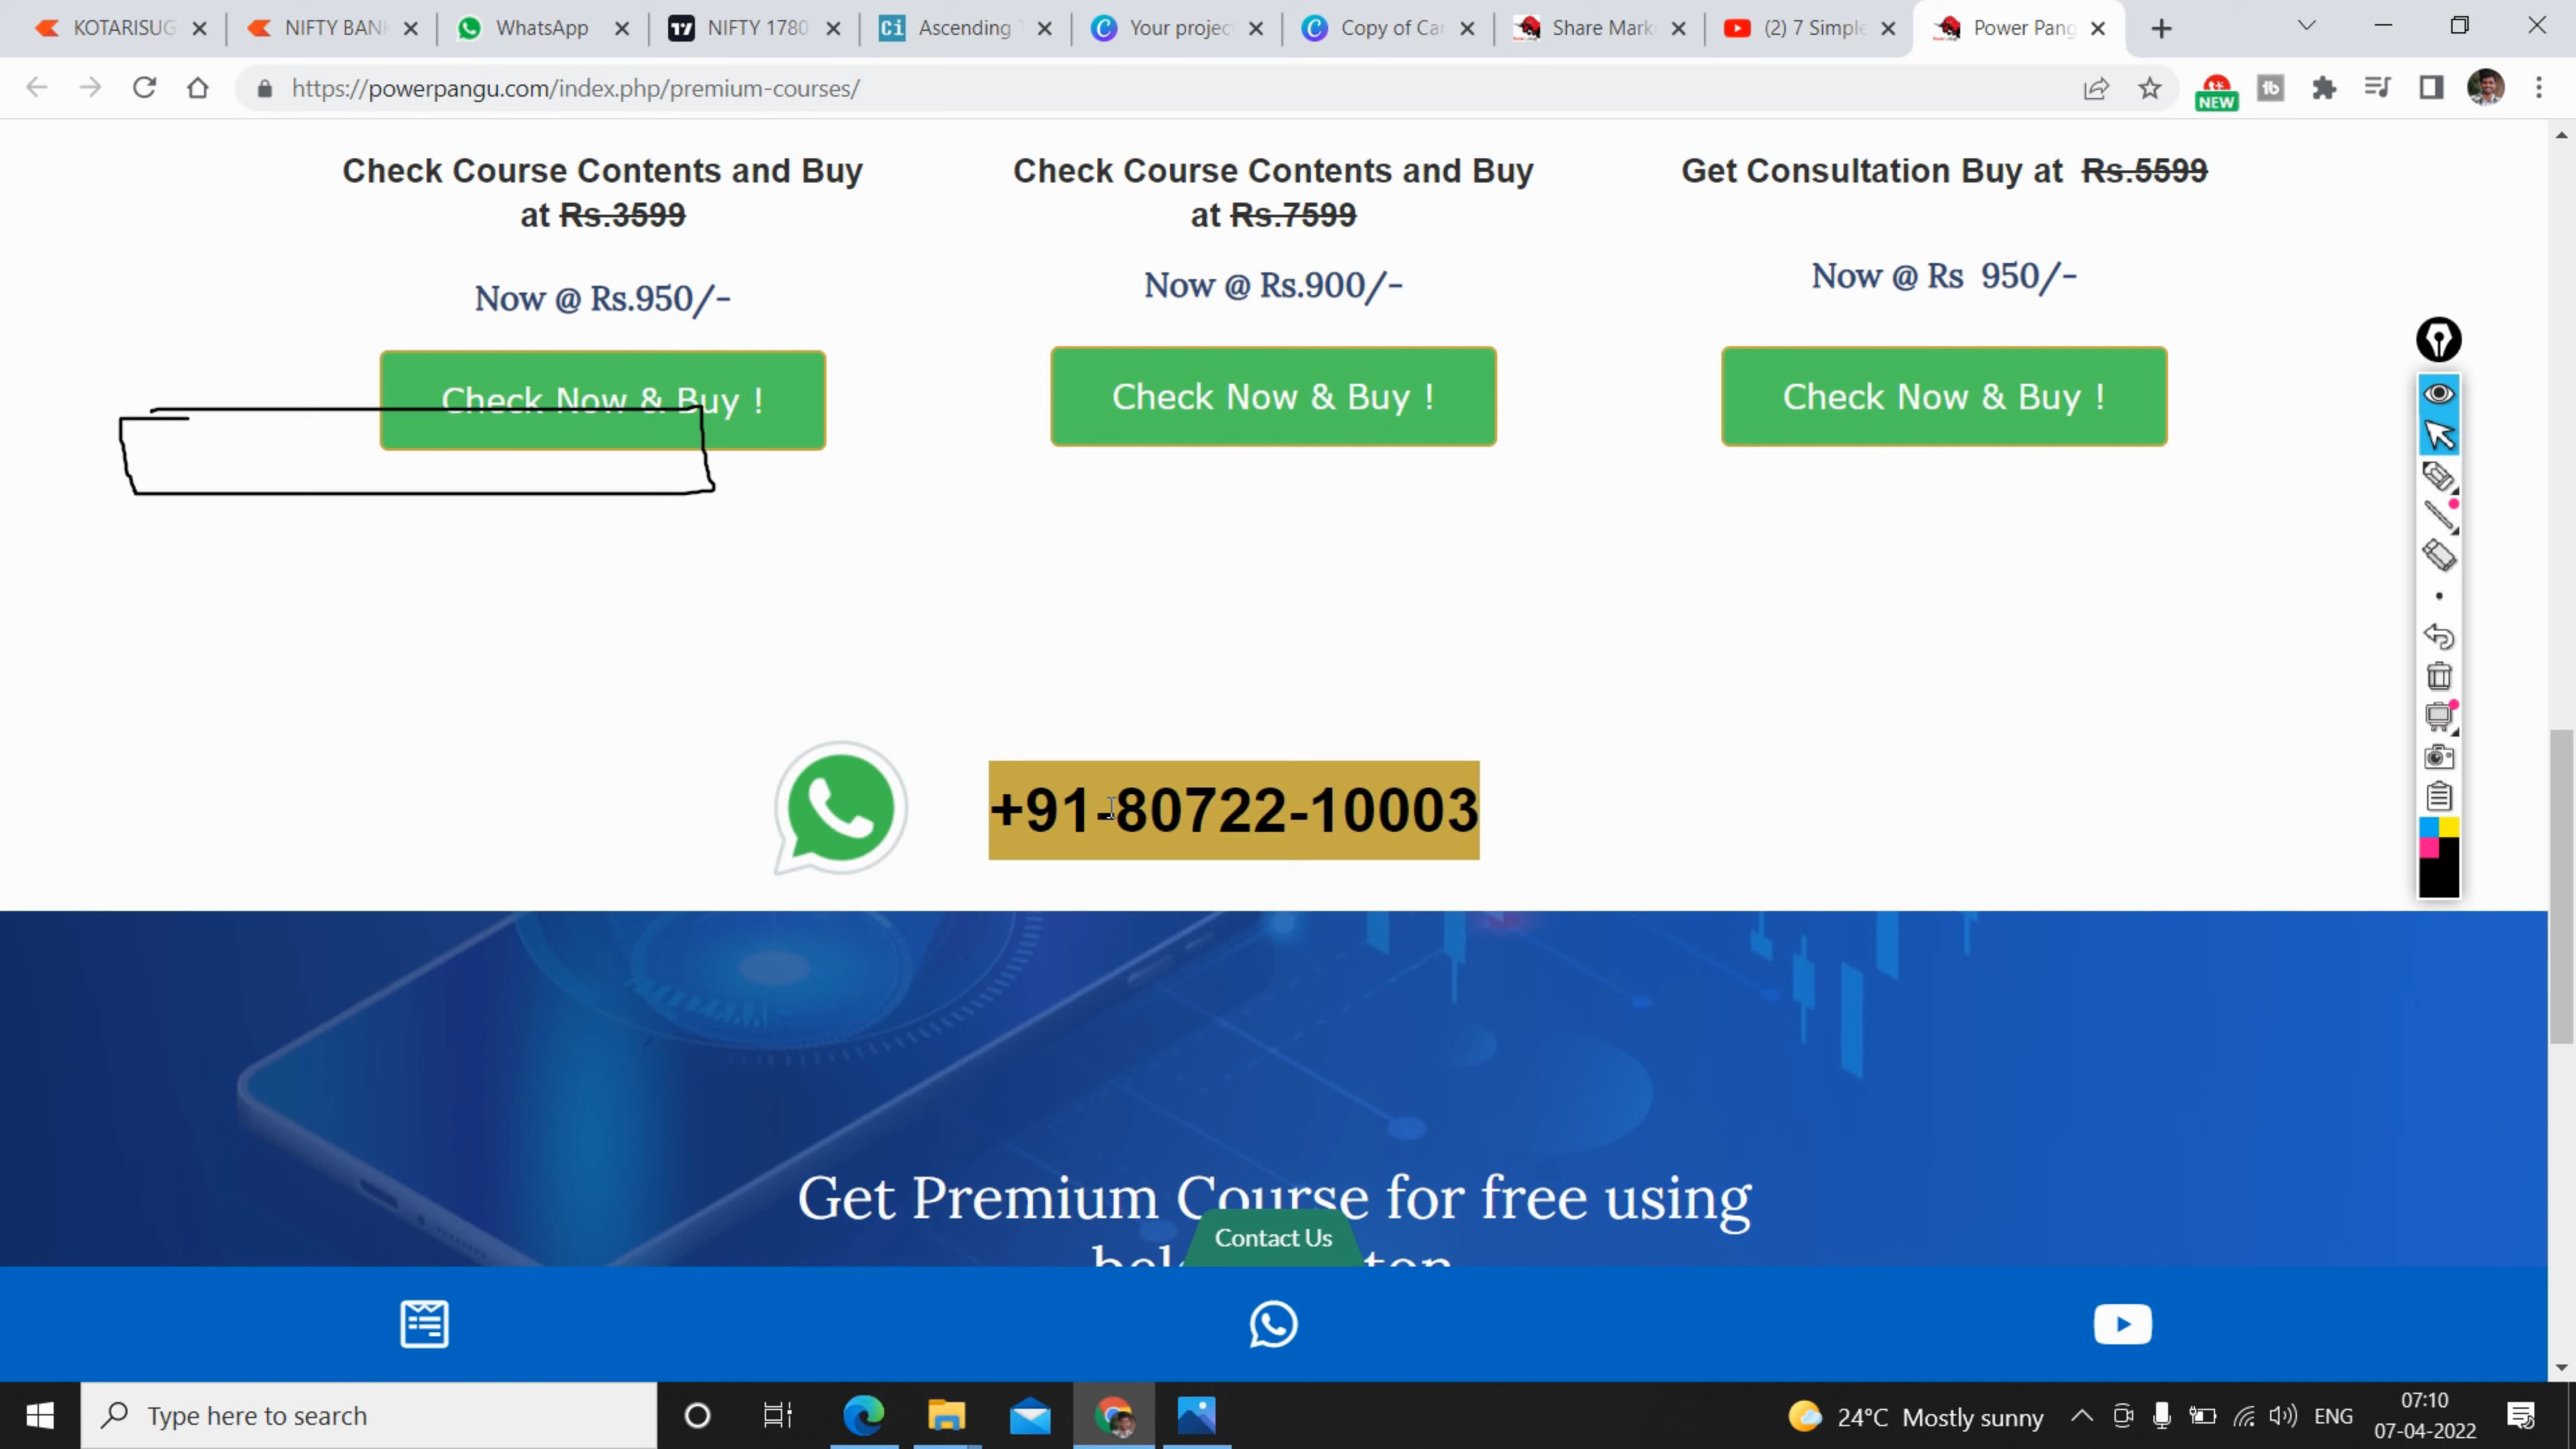 KOTARISUG
NIFTY BANK
WhatsApp
NIFTY 1780
Ascending
Your projec
Copy of Car
Share Mark
(2) 7 Simple
Power Pang
https://powerpangu.com/index.php/premium-courses/
NEW
Check Course Contents and Buy
at Rs.3599
Now @ Rs.950/-
Check Now & Buy !
Check Course Contents and Buy
at Rs.7599
Now @ Rs.900/-
Check Now & Buy !
Get Consultation Buy at Rs.5599
Now @ Rs 950/-
Check Now & Buy !
+91-80722-10003
Get Premium Course for free using
Contact Us
Type here to search
24°C Mostly sunny
ENG
07:10
07-04-2022